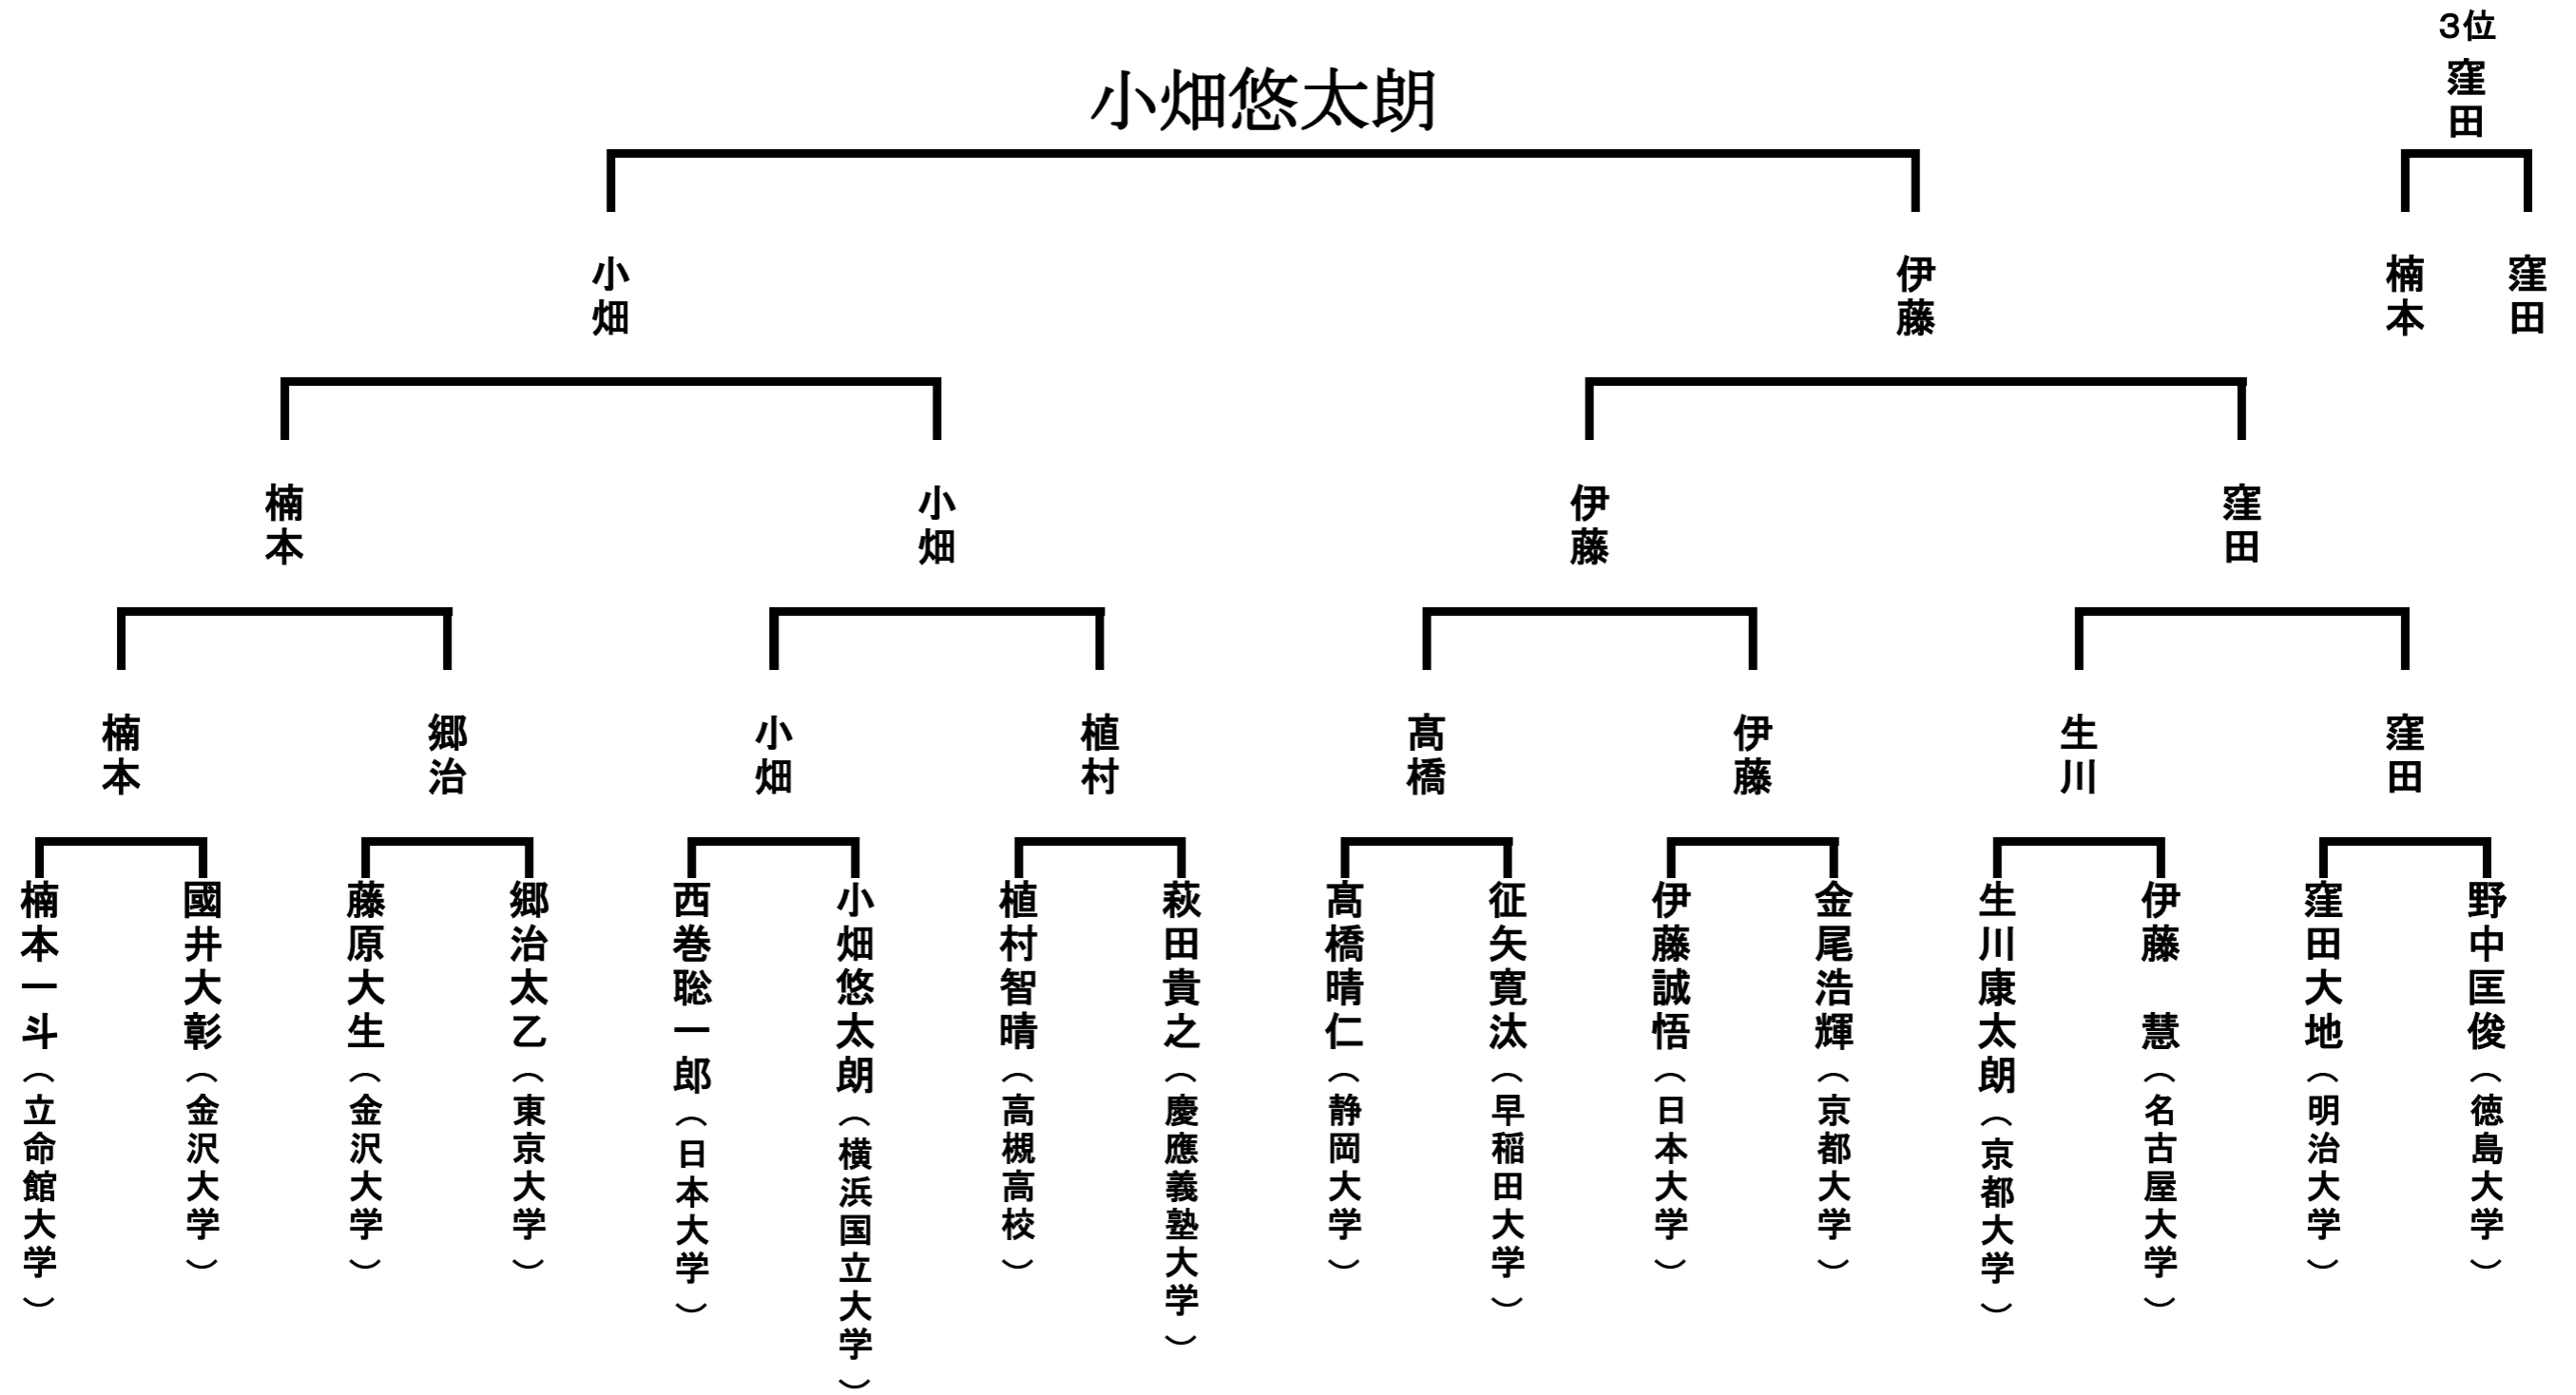 3位
窪田
小畑悠太朗
小畑
伊藤
楠本
窪田
楠本
小畑
伊藤
窪田
楠本
郷治
小畑
植村
髙橋
伊藤
生川
窪田
楠本一斗（立命館大学）
國井大彰（金沢大学）
藤原大生（金沢大学）
郷治太乙（東京大学）
西巻聡一郎（日本大学）
小畑悠太朗（横浜国立大学）
植村智晴（高槻高校）
萩田貴之（慶應義塾大学）
髙橋晴仁（静岡大学）
征矢寛汰（早稲田大学）
伊藤誠悟（日本大学）
金尾浩輝（京都大学）
生川康太朗（京都大学）
伊藤　慧（名古屋大学）
窪田大地（明治大学）
野中匡俊（徳島大学）